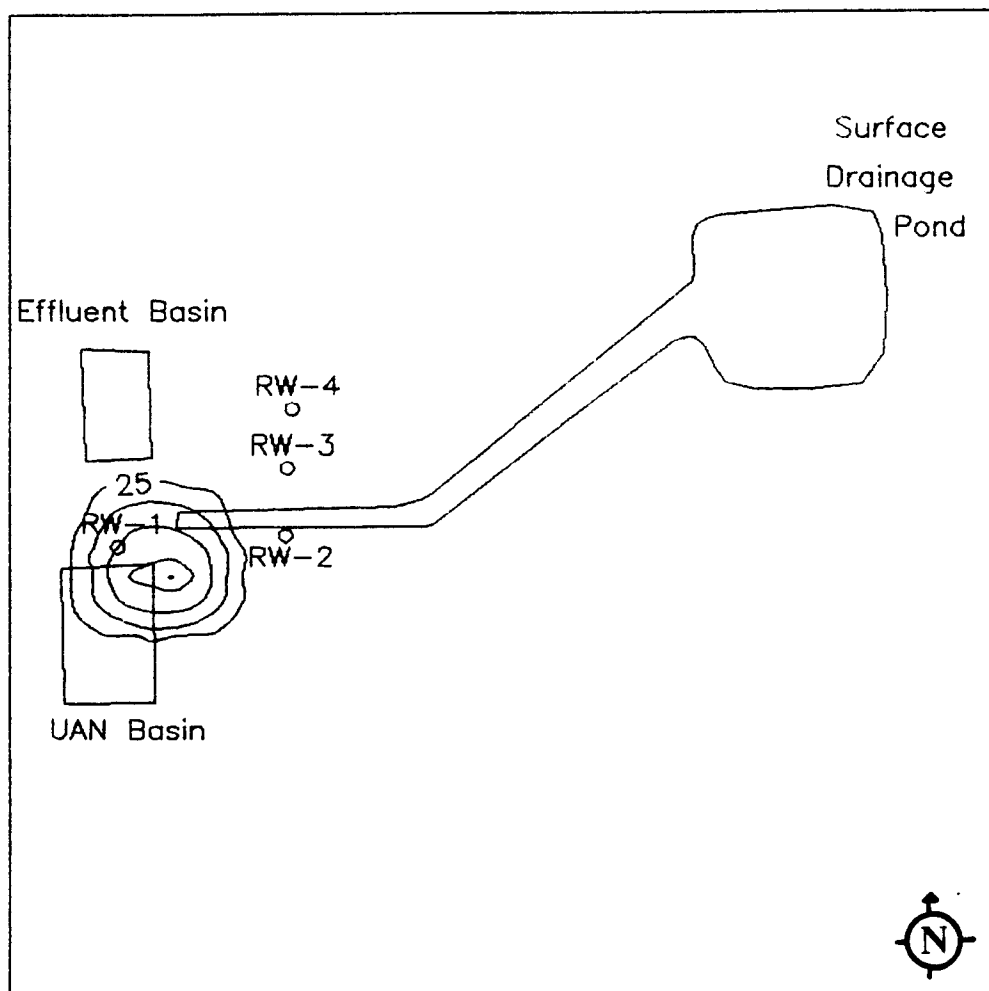 Surface
Drainage
Pond
Effluent Basin
RW-4
RW-3
25
RW-1
RW-2
UAN Basin
N